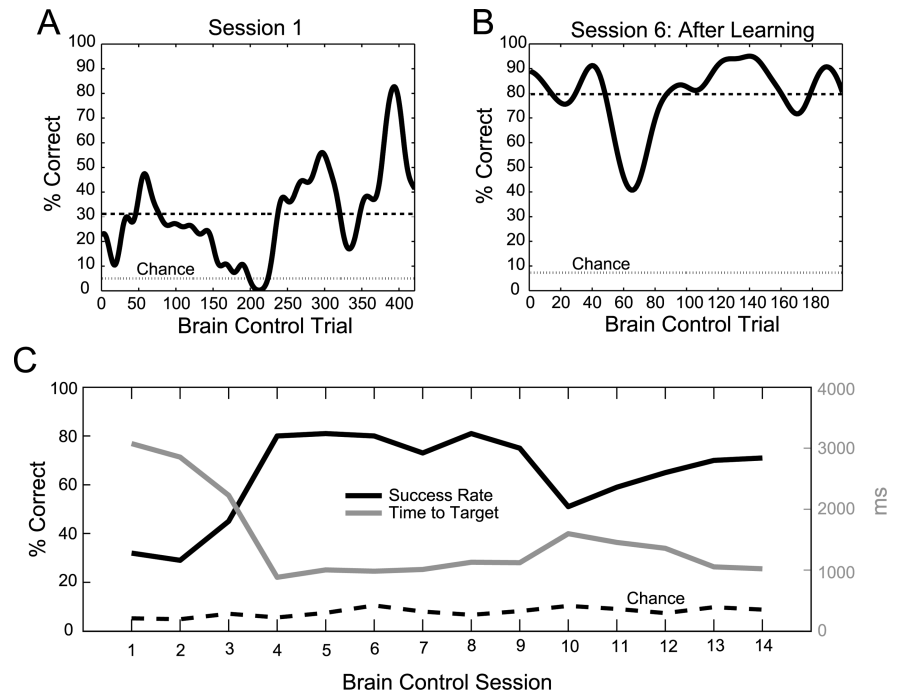 A
Session 1
100
90
80
70
60
50
40
30
20
10
0
% Correct
Chance
0 50 100 150 200 250 300 350 400
Brain Control Trial
B
Session 6: After Learning
100
90
80
70
60
50
40
30
20
10
0
% Correct
Chance
0 20 40 60 80 100 120 140 160 180
Brain Control Trial
C
100
80
60
40
20
0
% Correct
Success Rate
Time to Target
Chance
4000
3000
2000
1000
0
ms
1 2 3 4 5 6 7 8 9 10 11 12 13 14
Brain Control Session